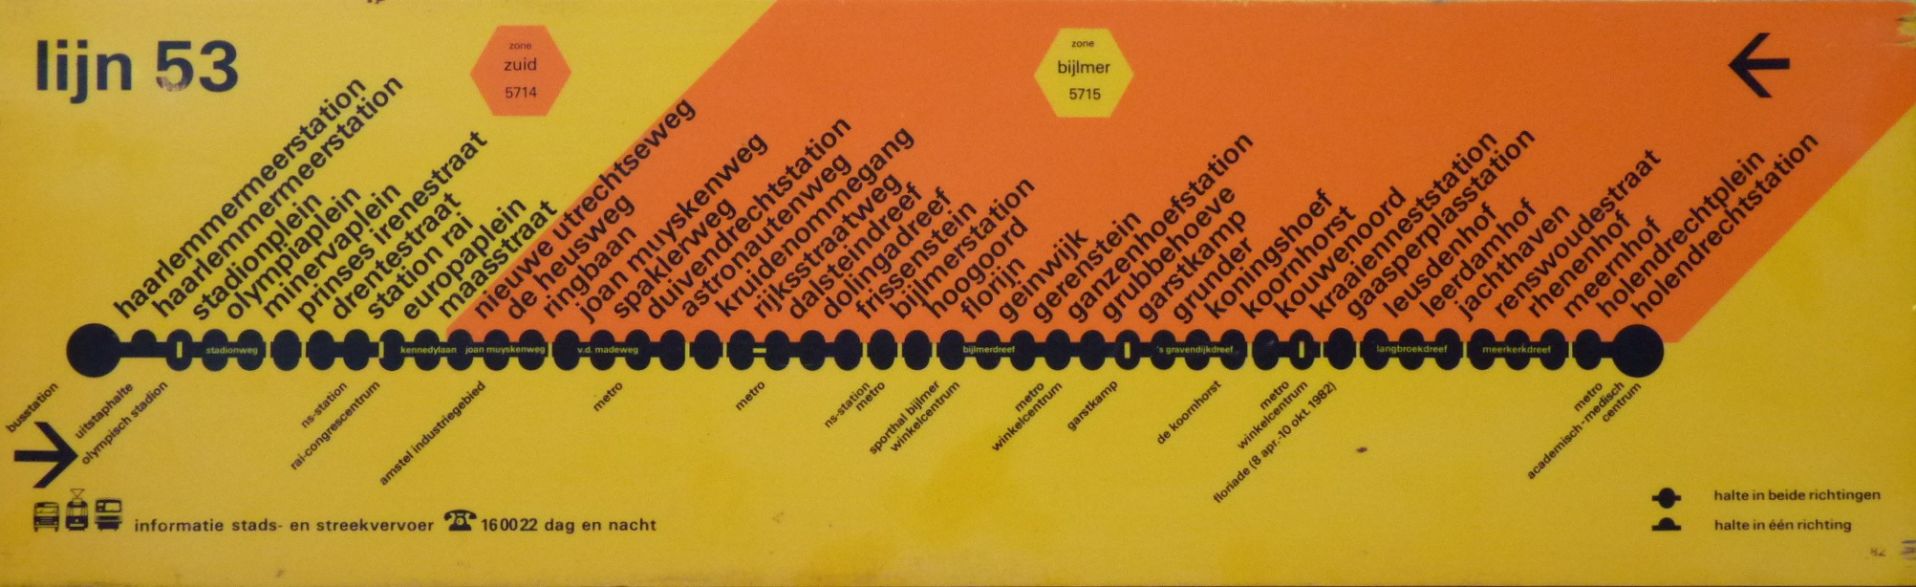 lijn 53
zone
zuid
5714
zone
bijlmer
5715
haarlemmermeerstation
haarlemmermeerstation
stadionplein
olympiaplein
minervaplein
prinses irenestraat
drentestraat
station rai
europaplein
maasstraat
nieuwe utrechtseweg
de heusweg
ringbaan
joan muyskenweg
spaklerweg
duivendrechtstation
astronautenweg
kruidenommegang
rijksstraatweg
dalsteindreef
dolingadreef
frissenstein
bijlmerstation
hoogoord
florijn
geinwijk
gerenstein
ganzenhoefstation
grubbehoeve
garstkamp
grunder
koningshoef
koornhorst
kouwenoord
kraaienneststation
gaasperplasstation
leusdenhof
leerdamhof
jachthaven
renswoudestraat
rhenenhof
meernhof
holendrechtplein
holendrechtstation
stadionweg
kennedylaan
joan muyskenweg
v.d. madeweg
bijlmerdreef
's gravendijkdreef
langbroekdreef
meerkerkdreef
busstation
uitstaphalte
olympisch stadion
ns-station
rai-congrescentrum
amstel industriegebied
metro
metro
ns-station
metro
sporthal bijlmer
winkelcentrum
metro
winkelcentrum
garstkamp
de koornhorst
metro
winkelcentrum
floriade (8 apr.-10 okt. 1982)
metro
academisch-medisch
centrum
informatie stads- en streekvervoer 160022 dag en nacht
halte in beide richtingen
halte in één richting
82